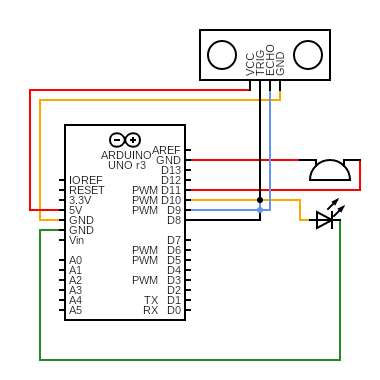 VCC
TRIG
ECHO
GND
ARDUINO
UNO r3
IOREF
RESET
3.3V
5V
GND
GND
Vin
A0
A1
A2
A3
A4
A5
AREF
GND
D13
D12
PWM D11
PWM D10
PWM D9
D8
D7
PWM D6
PWM D5
D4
PWM D3
D2
TX D1
RX D0